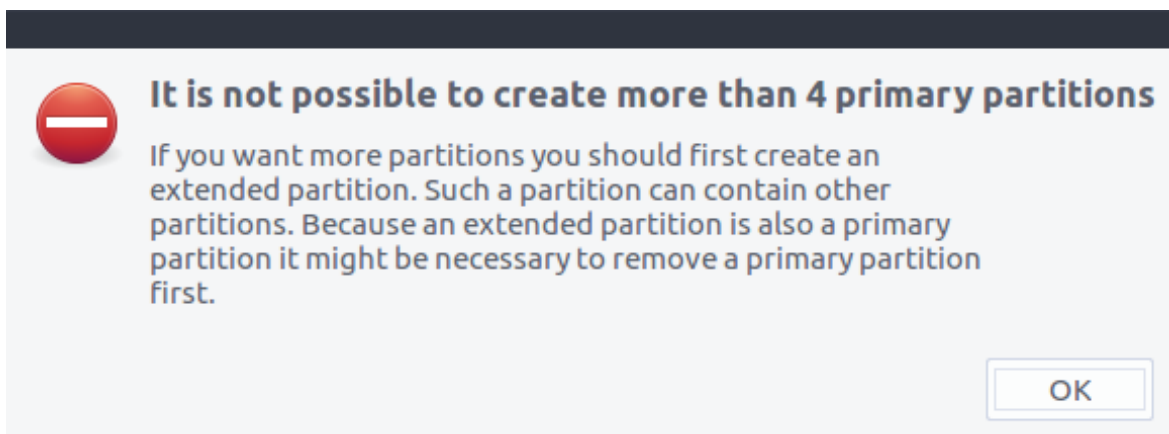 It is not possible to create more than 4 primary partitions
If you want more partitions you should first create an
extended partition. Such a partition can contain other
partitions. Because an extended partition is also a primary
partition it might be necessary to remove a primary partition
first.
OK